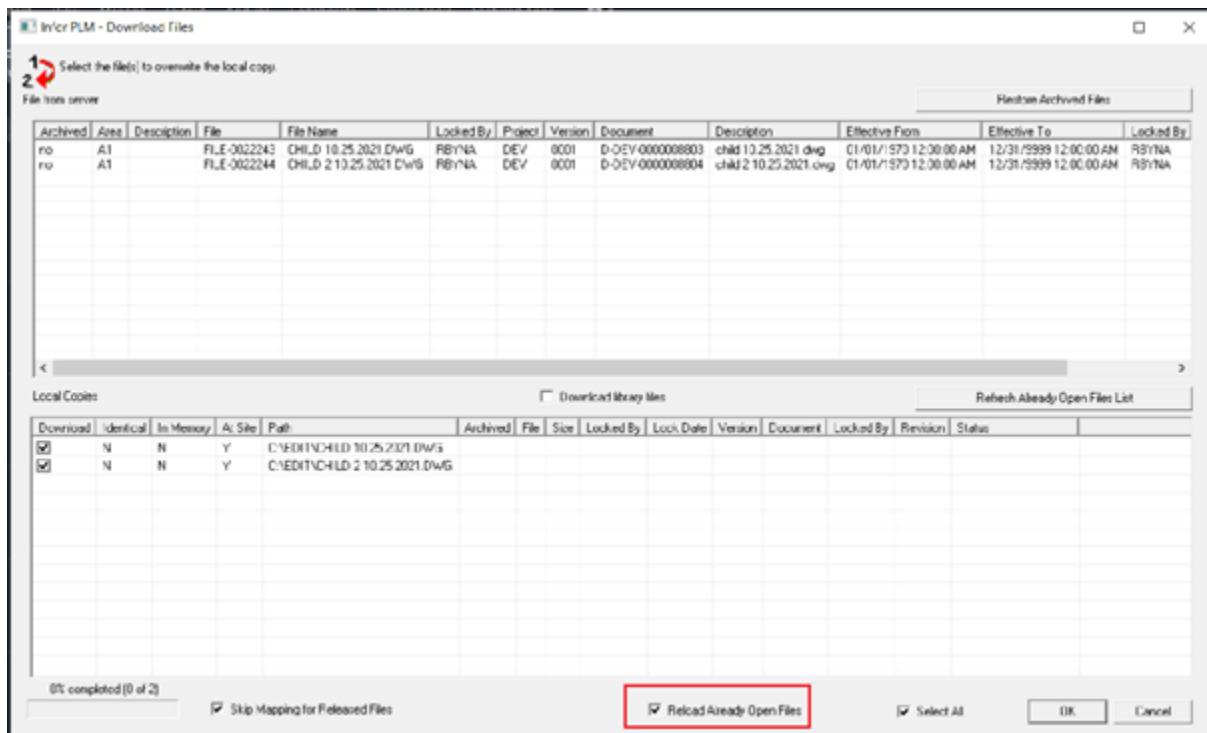 Infor PLM - Download Files
1
2
Select the file(s) to overwrite the local copy.
File from server
Restore Archived Files
Archived Area Description File File Name Locked By Project Version Document Description Effective From Effective To Locked By
no A1 FILE-0022243 CHILD 10.25.2021.DWG RBYNA DEV 0001 D-DEV-0000008803 child 10.25.2021.dwg 01/01/1970 12:00:00 AM 12/31/9999 12:00:00 AM RBYNA
no A1 FILE-0022244 CHILD 2 10.25.2021.DWG RBYNA DEV 0001 D-DEV-0000008804 child 2 10.25.2021.dwg 01/01/1970 12:00:00 AM 12/31/9999 12:00:00 AM RBYNA
Local Copies
Download library files
Refresh Already Open Files List
Download Identical In Memory At Site Path Archived File Size Locked By Lock Date Version Document Locked By Revision Status
N N Y C:\EDIT\CHILD 10.25.2021.DWG
N N Y C:\EDIT\CHILD 2 10.25.2021.DWG
0% completed (0 of 2)
Skip Mapping for Released Files
Reload Already Open Files
Select All
OK
Cancel